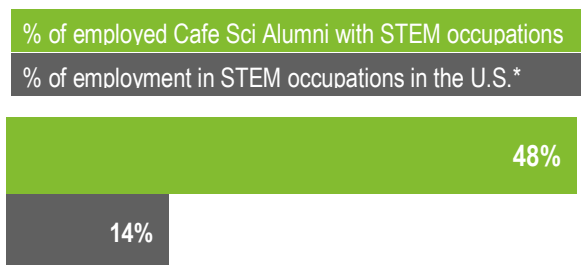 % of employed Cafe Sci Alumni with STEM occupations
% of employment in STEM occupations in the U.S.*
48%
14%